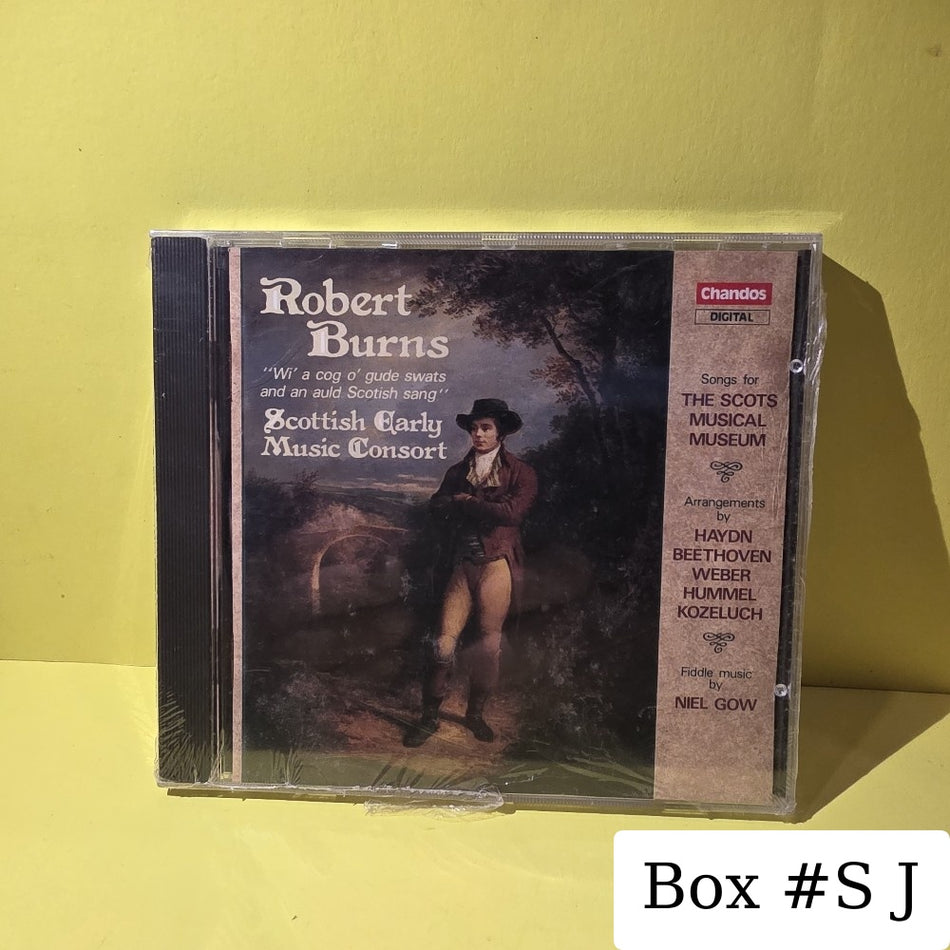 Robert
Burns
"Wi' a cog o' gude swats
and an auld Scotish sang"
Scottish Early
Music Consort
Chandos
DIGITAL
Songs for
THE SCOTS
MUSICAL
MUSEUM
Arrangements
by
HAYDN
BEETHOVEN
WEBER
HUMMEL
KOZELUCH
Fiddle music
by
NIEL GOW
Box #S J